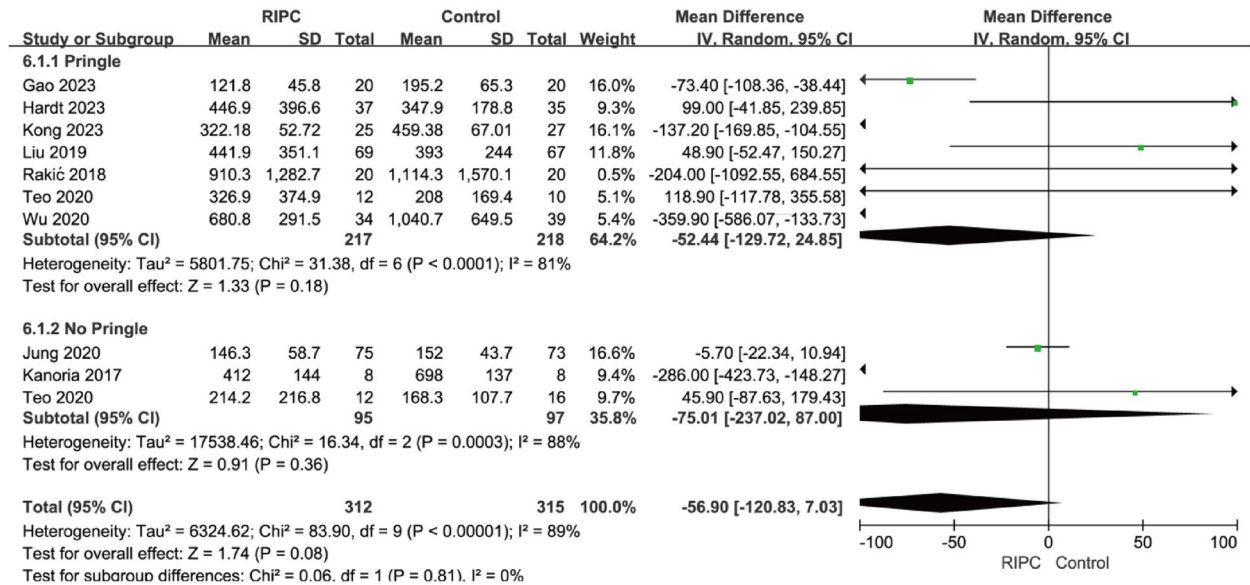 RIPC Control Mean Difference Mean Difference
Study or Subgroup Mean SD Total Mean SD Total Weight IV, Random, 95% CI IV, Random, 95% CI
6.1.1 Pringle
Gao 2023 121.8 45.8 20 195.2 65.3 20 16.0% -73.40 [-108.36, -38.44]
Hardt 2023 446.9 396.6 37 347.9 178.8 35 9.3% 99.00 [-41.85, 239.85]
Kong 2023 322.18 52.72 25 459.38 67.01 27 16.1% -137.20 [-169.85, -104.55]
Liu 2019 441.9 351.1 69 393 244 67 11.8% 48.90 [-52.47, 150.27]
Rakić 2018 910.3 1,282.7 20 1,114.3 1,570.1 20 0.5% -204.00 [-1092.55, 684.55]
Teo 2020 326.9 374.9 12 208 169.4 10 5.1% 118.90 [-117.78, 355.58]
Wu 2020 680.8 291.5 34 1,040.7 649.5 39 5.4% -359.90 [-586.07, -133.73]
Subtotal (95% CI) 217 218 64.2% -52.44 [-129.72, 24.85]
Heterogeneity: Tau² = 5801.75; Chi² = 31.38, df = 6 (P < 0.0001); I² = 81%
Test for overall effect: Z = 1.33 (P = 0.18)
6.1.2 No Pringle
Jung 2020 146.3 58.7 75 152 43.7 73 16.6% -5.70 [-22.34, 10.94]
Kanoria 2017 412 144 8 698 137 8 9.4% -286.00 [-423.73, -148.27]
Teo 2020 214.2 216.8 12 168.3 107.7 16 9.7% 45.90 [-87.63, 179.43]
Subtotal (95% CI) 95 97 35.8% -75.01 [-237.02, 87.00]
Heterogeneity: Tau² = 17538.46; Chi² = 16.34, df = 2 (P = 0.0003); I² = 88%
Test for overall effect: Z = 0.91 (P = 0.36)
Total (95% CI) 312 315 100.0% -56.90 [-120.83, 7.03]
Heterogeneity: Tau² = 6324.62; Chi² = 83.90, df = 9 (P < 0.00001); I² = 89%
Test for overall effect: Z = 1.74 (P = 0.08)
Test for subgroup differences: Chi² = 0.06, df = 1 (P = 0.81), I² = 0%
-100 -50 0 50 100
RIPC Control